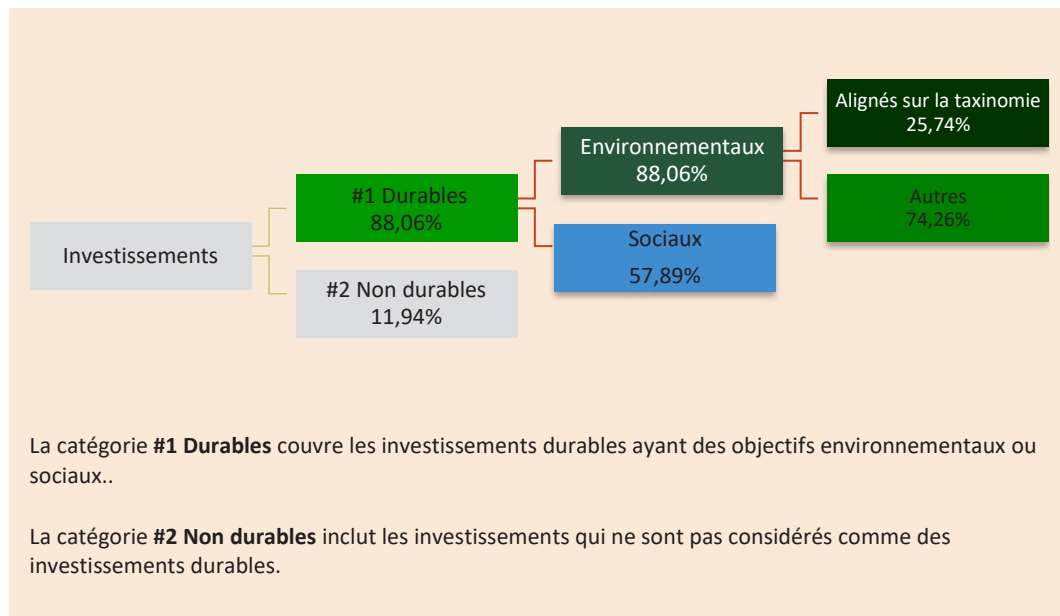 Alignés sur la taxinomie
25,74%
Environnementaux
88,06%
#1 Durables
88,06%
Autres
74,26%
Investissements
Sociaux
57,89%
#2 Non durables
11,94%
La catégorie #1 Durables couvre les investissements durables ayant des objectifs environnementaux ou
sociaux..
La catégorie #2 Non durables inclut les investissements qui ne sont pas considérés comme des
investissements durables.